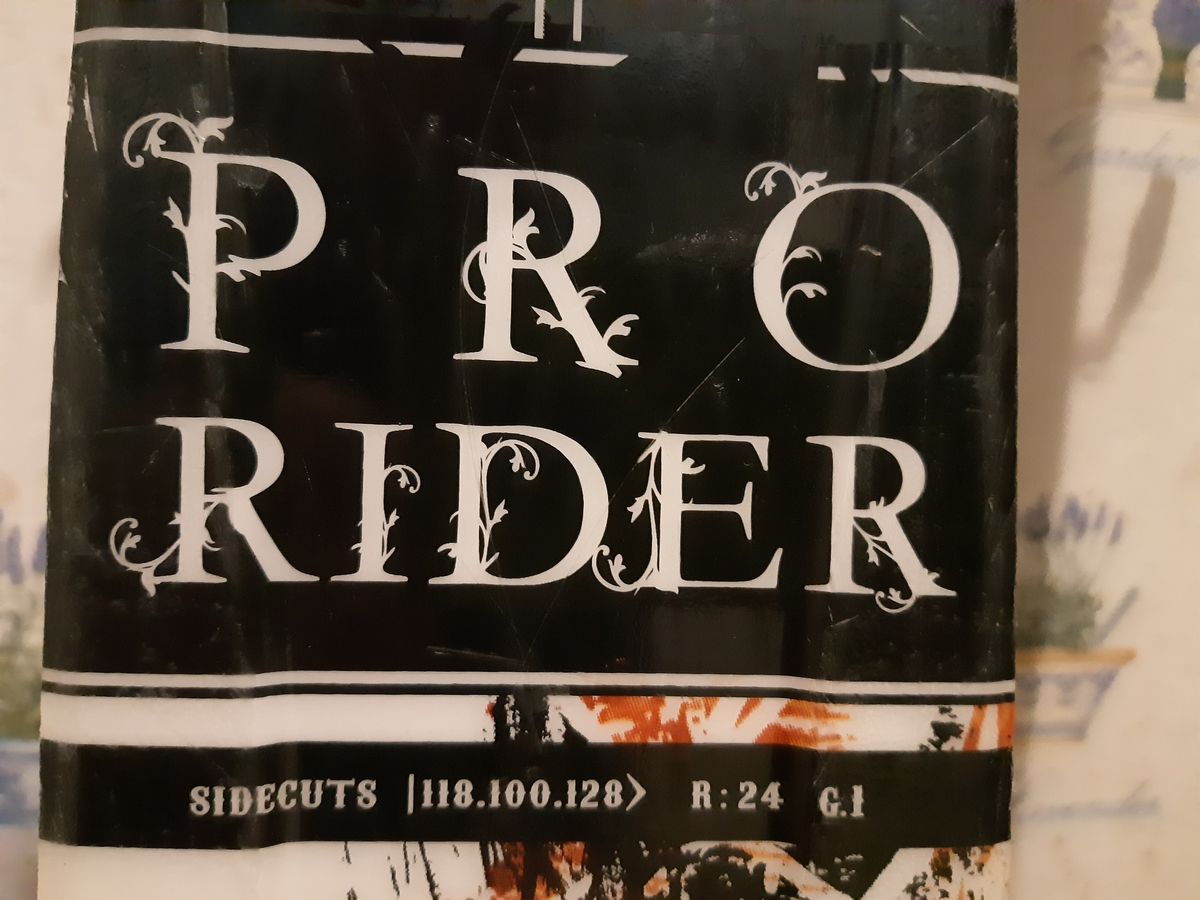 PRO
RIDER
SIDECUTS |118.100.128> R:24 G.1